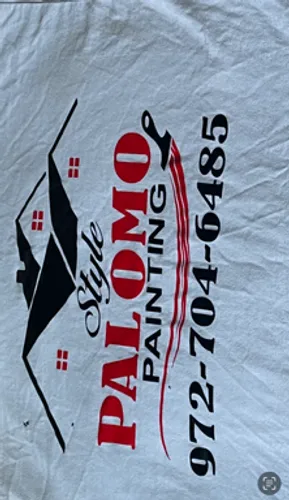 Style
PALOMO
PAINTING
972-704-6485